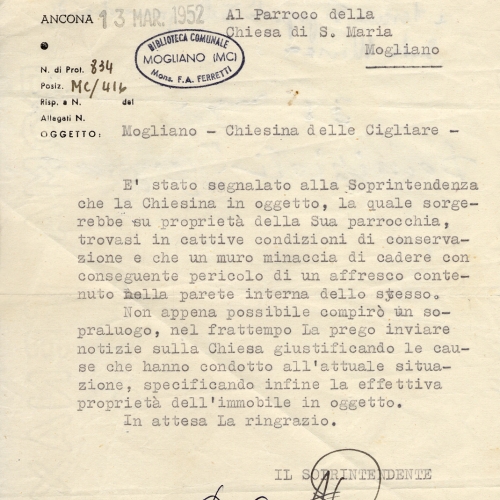 ANCONA 13 MAR. 1952
Al Parroco della
Chiesa di S. Maria
Mogliano
BIBLIOTECA COMUNALE
MOGLIANO (MC)
Mons. F.A. FERRETTI
N. di Prot. 834
Posiz. MC/416
Risp. a N. del
Allegati N.
OGGETTO: Mogliano - Chiesina delle Cigliare -
E' stato segnalato alla Soprintendenza
che la Chiesina in oggetto, la quale sorge-
rebbe su proprietà della Sua parrocchia,
trovasi in cattive condizioni di conserva-
zione e che un muro minaccia di cadere con
conseguente pericolo di un affresco conte-
nuto nella parete interna dello stesso.
Non appena possibile compirò un so-
praluogo, nel frattempo La prego inviare
notizie sulla Chiesa giustificando le cau-
se che hanno condotto all'attuale situa-
zione, specificando infine la effettiva
proprietà dell'immobile in oggetto.
In attesa La ringrazio.
IL SOPRINTENDENTE